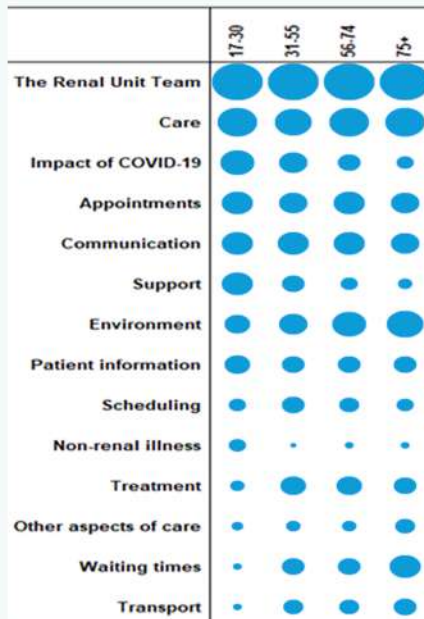 17-30 31-55 56-74 75+
The Renal Unit Team
Care
Impact of COVID-19
Appointments
Communication
Support
Environment
Patient information
Scheduling
Non-renal illness
Treatment
Other aspects of care
Waiting times
Transport